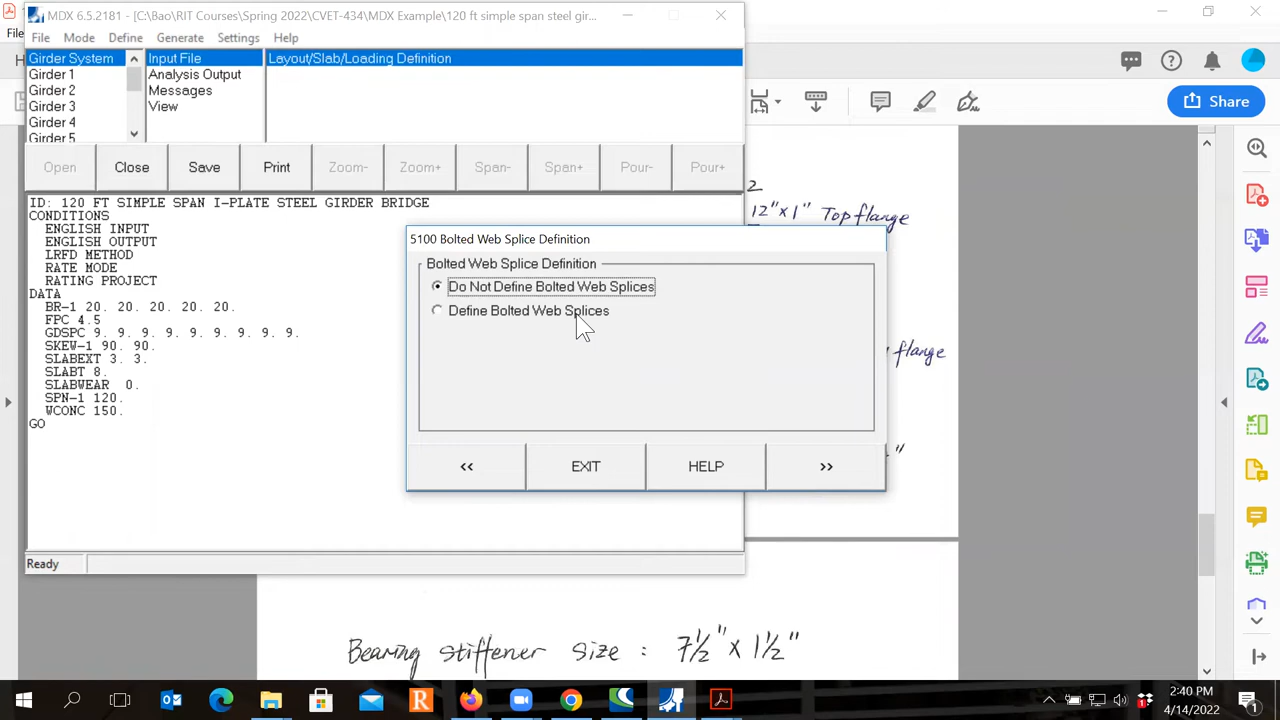 MDX 6.5.2181 - [C:\Bao\RIT Courses\Spring 2022\CVET-434\MDX Example\120 ft simple span steel gir...
File Mode Define Generate Settings Help
Girder System
Girder 1
Girder 2
Girder 3
Girder 4
Girder 5
Input File
Analysis Output
Messages
View
Layout/Slab/Loading Definition
Share
Open Close Save Print Zoom- Zoom+ Span- Span+ Pour- Pour+
ID: 120 FT SIMPLE SPAN I-PLATE STEEL GIRDER BRIDGE
CONDITIONS
ENGLISH INPUT
ENGLISH OUTPUT
LRFD METHOD
RATE MODE
RATING PROJECT
DATA
BR-1 20. 20. 20. 20. 20.
FPC 4.5
GDSPC 9. 9. 9. 9. 9. 9. 9. 9.
SKEW-1 90. 90.
SLABEXT 3. 3.
SLABT 8.
SLABWEAR 0.
SPN-1 120.
WCONC 150.
GO
2
12"x1" Top flange
flange
5100 Bolted Web Splice Definition
Bolted Web Splice Definition
Do Not Define Bolted Web Splices
Define Bolted Web Splices
<< EXIT HELP >>
Ready
Bearing stiffener size : 7½" x 1½"
2:40 PM
4/14/2022
1